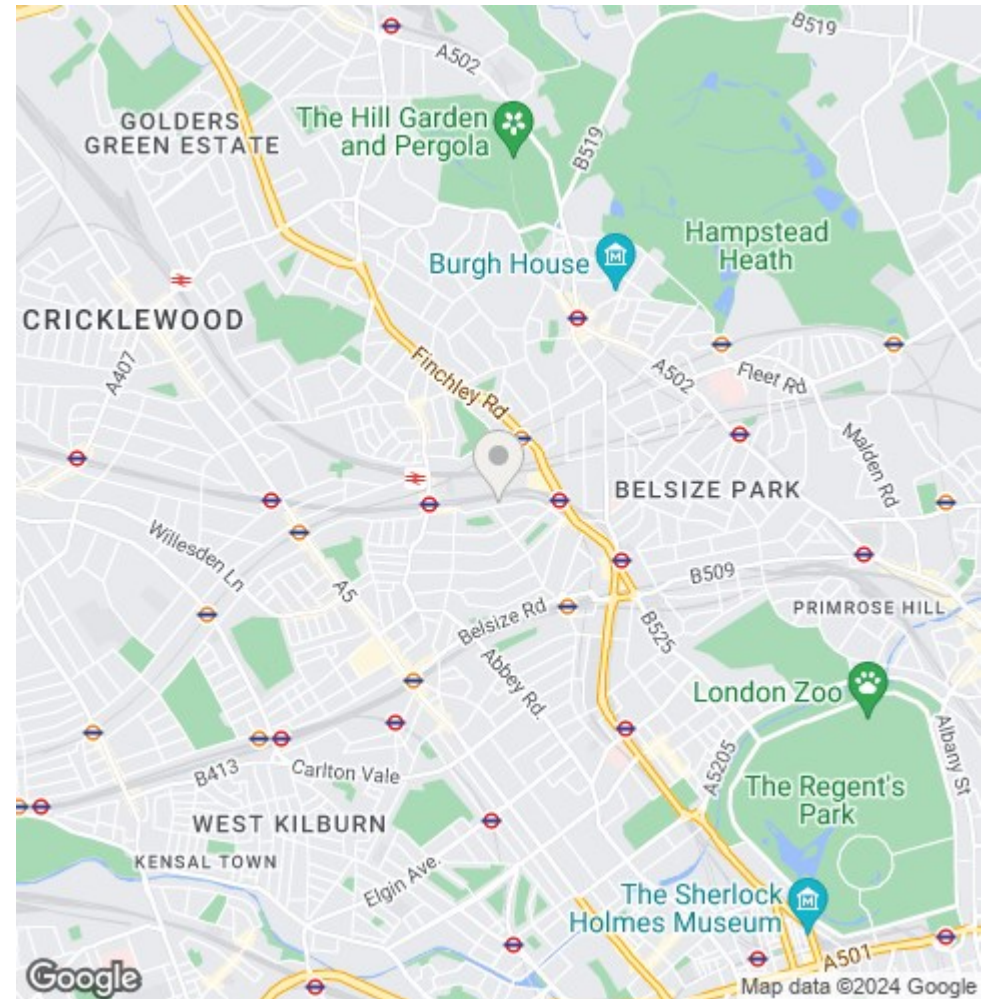 B519
A502
GOLDERS
GREEN ESTATE
The Hill Garden
and Pergola
B519
Hampstead
Heath
Burgh House
CRICKLEWOOD
A407
Finchley Rd
A502
Fleet Rd
Malden Rd
BELSIZE PARK
Willesden Ln
A5
B509
PRIMROSE HILL
Belsize Rd
B525
Abbey Rd.
London Zoo
Albany St
A5205
B413
Carlton Vale
The Regent's
Park
WEST KILBURN
KENSAL TOWN
Elgin Ave.
The Sherlock
Holmes Museum
A501
Google
Map data ©2024 Google